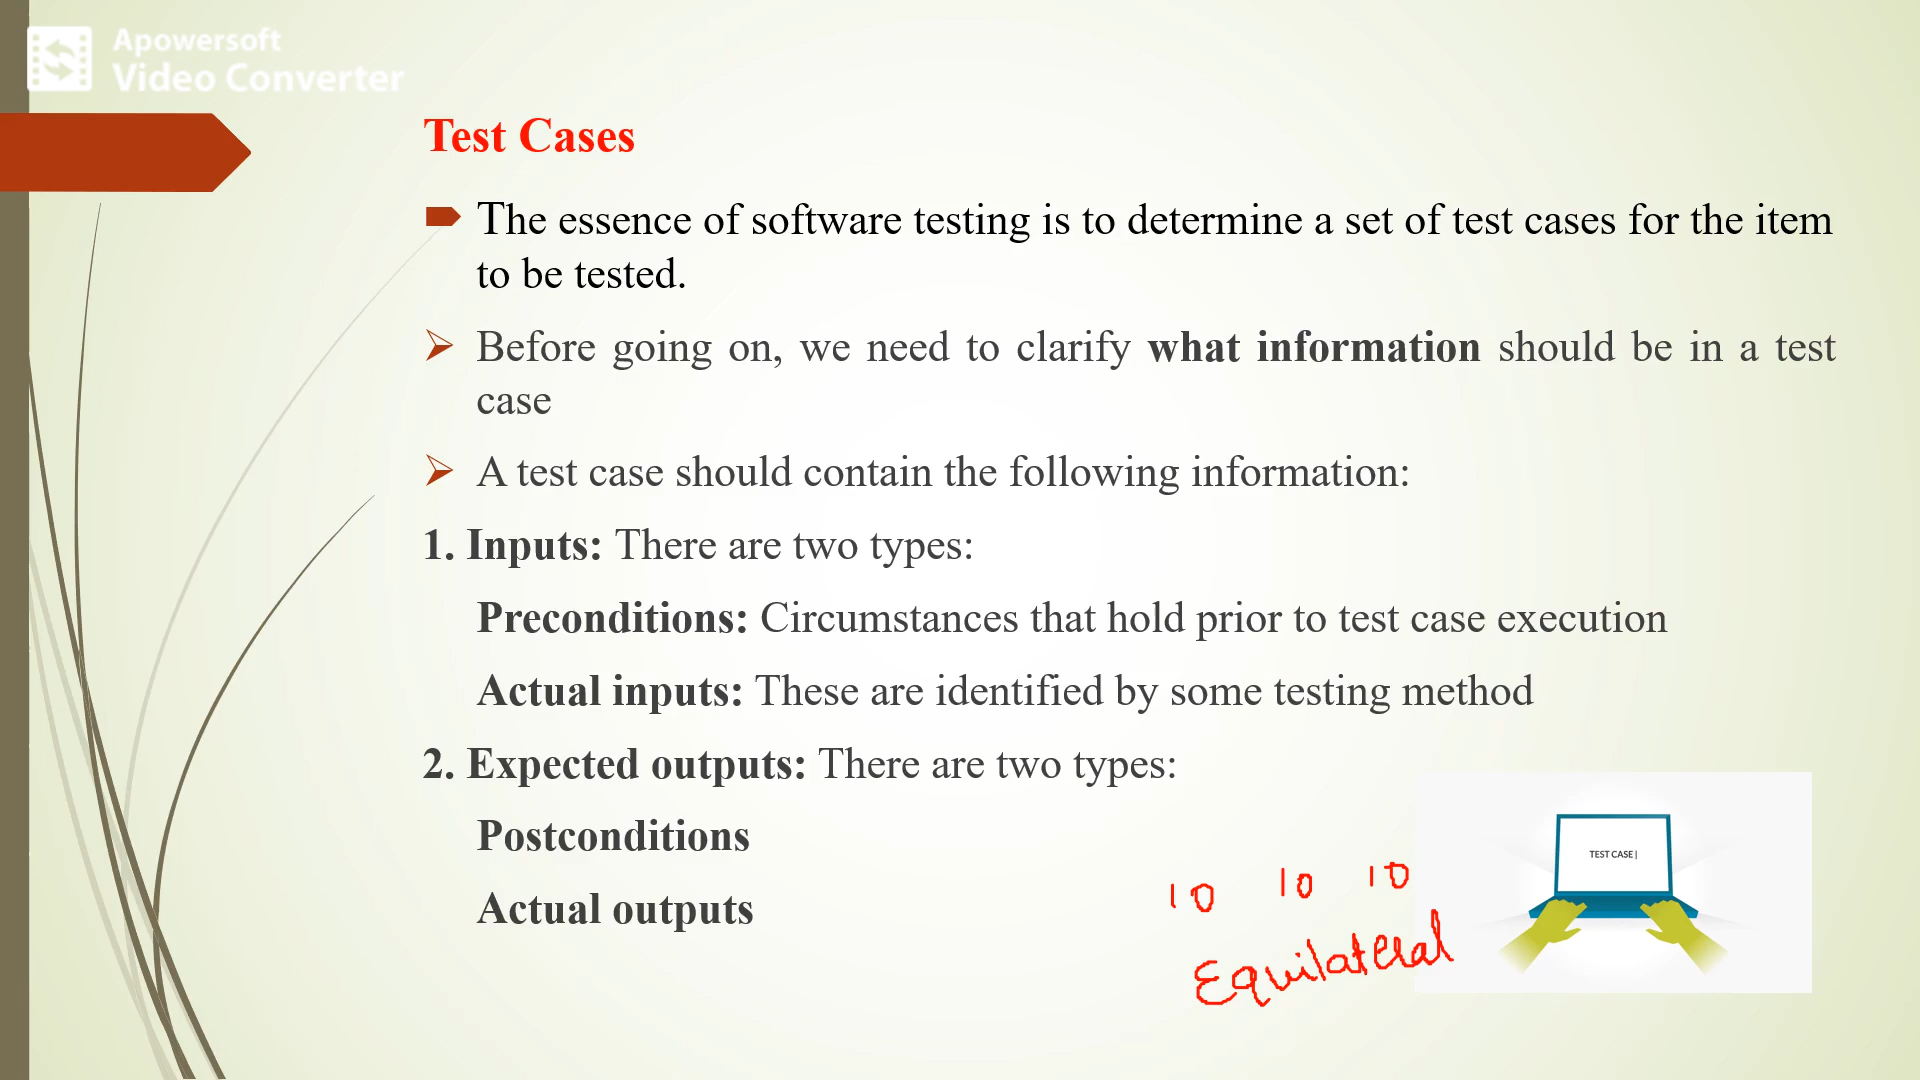 Apowersoft
Video Converter
Test Cases
The essence of software testing is to determine a set of test cases for the item
to be tested.
Before going on, we need to clarify what information should be in a test
case
A test case should contain the following information:
1. Inputs: There are two types:
Preconditions: Circumstances that hold prior to test case execution
Actual inputs: These are identified by some testing method
2. Expected outputs: There are two types:
Postconditions
TEST CASE |
10 10 10
Actual outputs
Equilateral